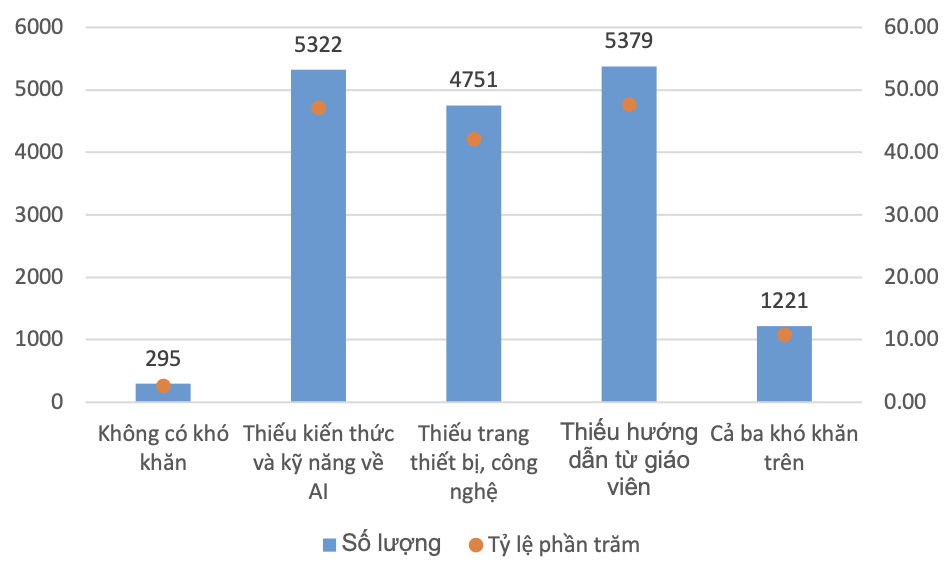 6000
5000
4000
3000
2000
1000
0
60.00
50.00
40.00
30.00
20.00
10.00
0.00
295
5322
4751
5379
1221
Không có khó
khăn
Thiếu kiến thức
và kỹ năng về
AI
Thiếu trang
thiết bị, công
nghệ
Thiếu hướng
dẫn từ giáo
viên
Cả ba khó khăn
trên
Số lượng
Tỷ lệ phần trăm